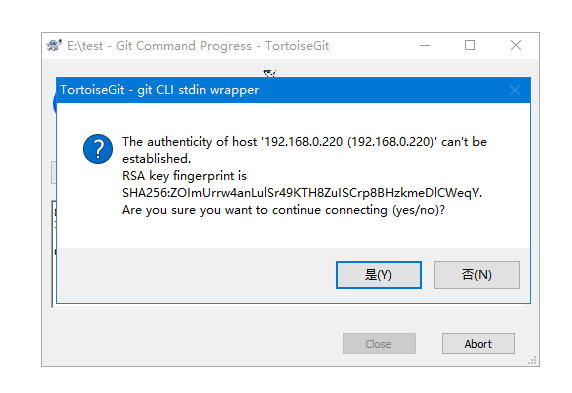 E:\test - Git Command Progress - TortoiseGit
TortoiseGit - git CLI stdin wrapper
The authenticity of host '192.168.0.220 (192.168.0.220)' can't be
established.
RSA key fingerprint is
SHA256:ZOImUrrw4anLulSr49KTH8ZuISCrp8BHzkmeDlCWeqY.
Are you sure you want to continue connecting (yes/no)?
是(Y)
否(N)
Close
Abort